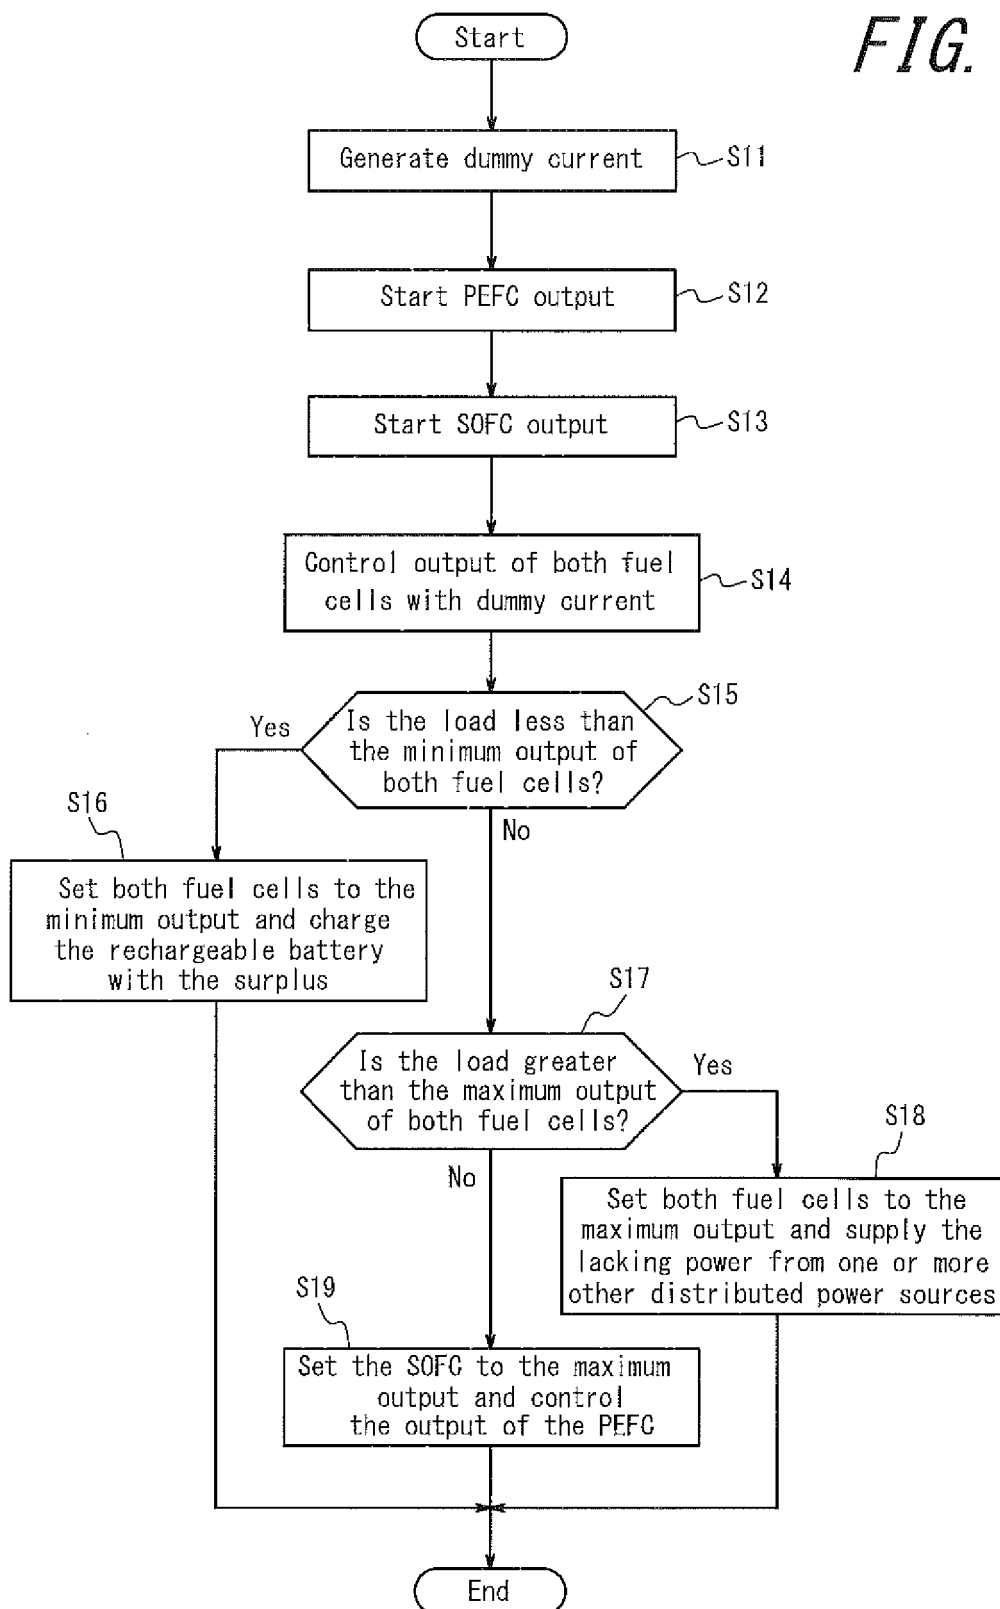 FIG.
Start
Generate dummy current
S11
Start PEFC output
S12
Start SOFC output
S13
Control output of both fuel
cells with dummy current
S14
S15
Is the load less than
the minimum output of
both fuel cells?
Yes
No
S16
Set both fuel cells to the
minimum output and charge
the rechargeable battery
with the surplus
S17
Is the load greater
than the maximum output
of both fuel cells?
Yes
No
S18
Set both fuel cells to the
maximum output and supply the
lacking power from one or more
other distributed power sources
S19
Set the SOFC to the maximum
output and control
the output of the PEFC
End